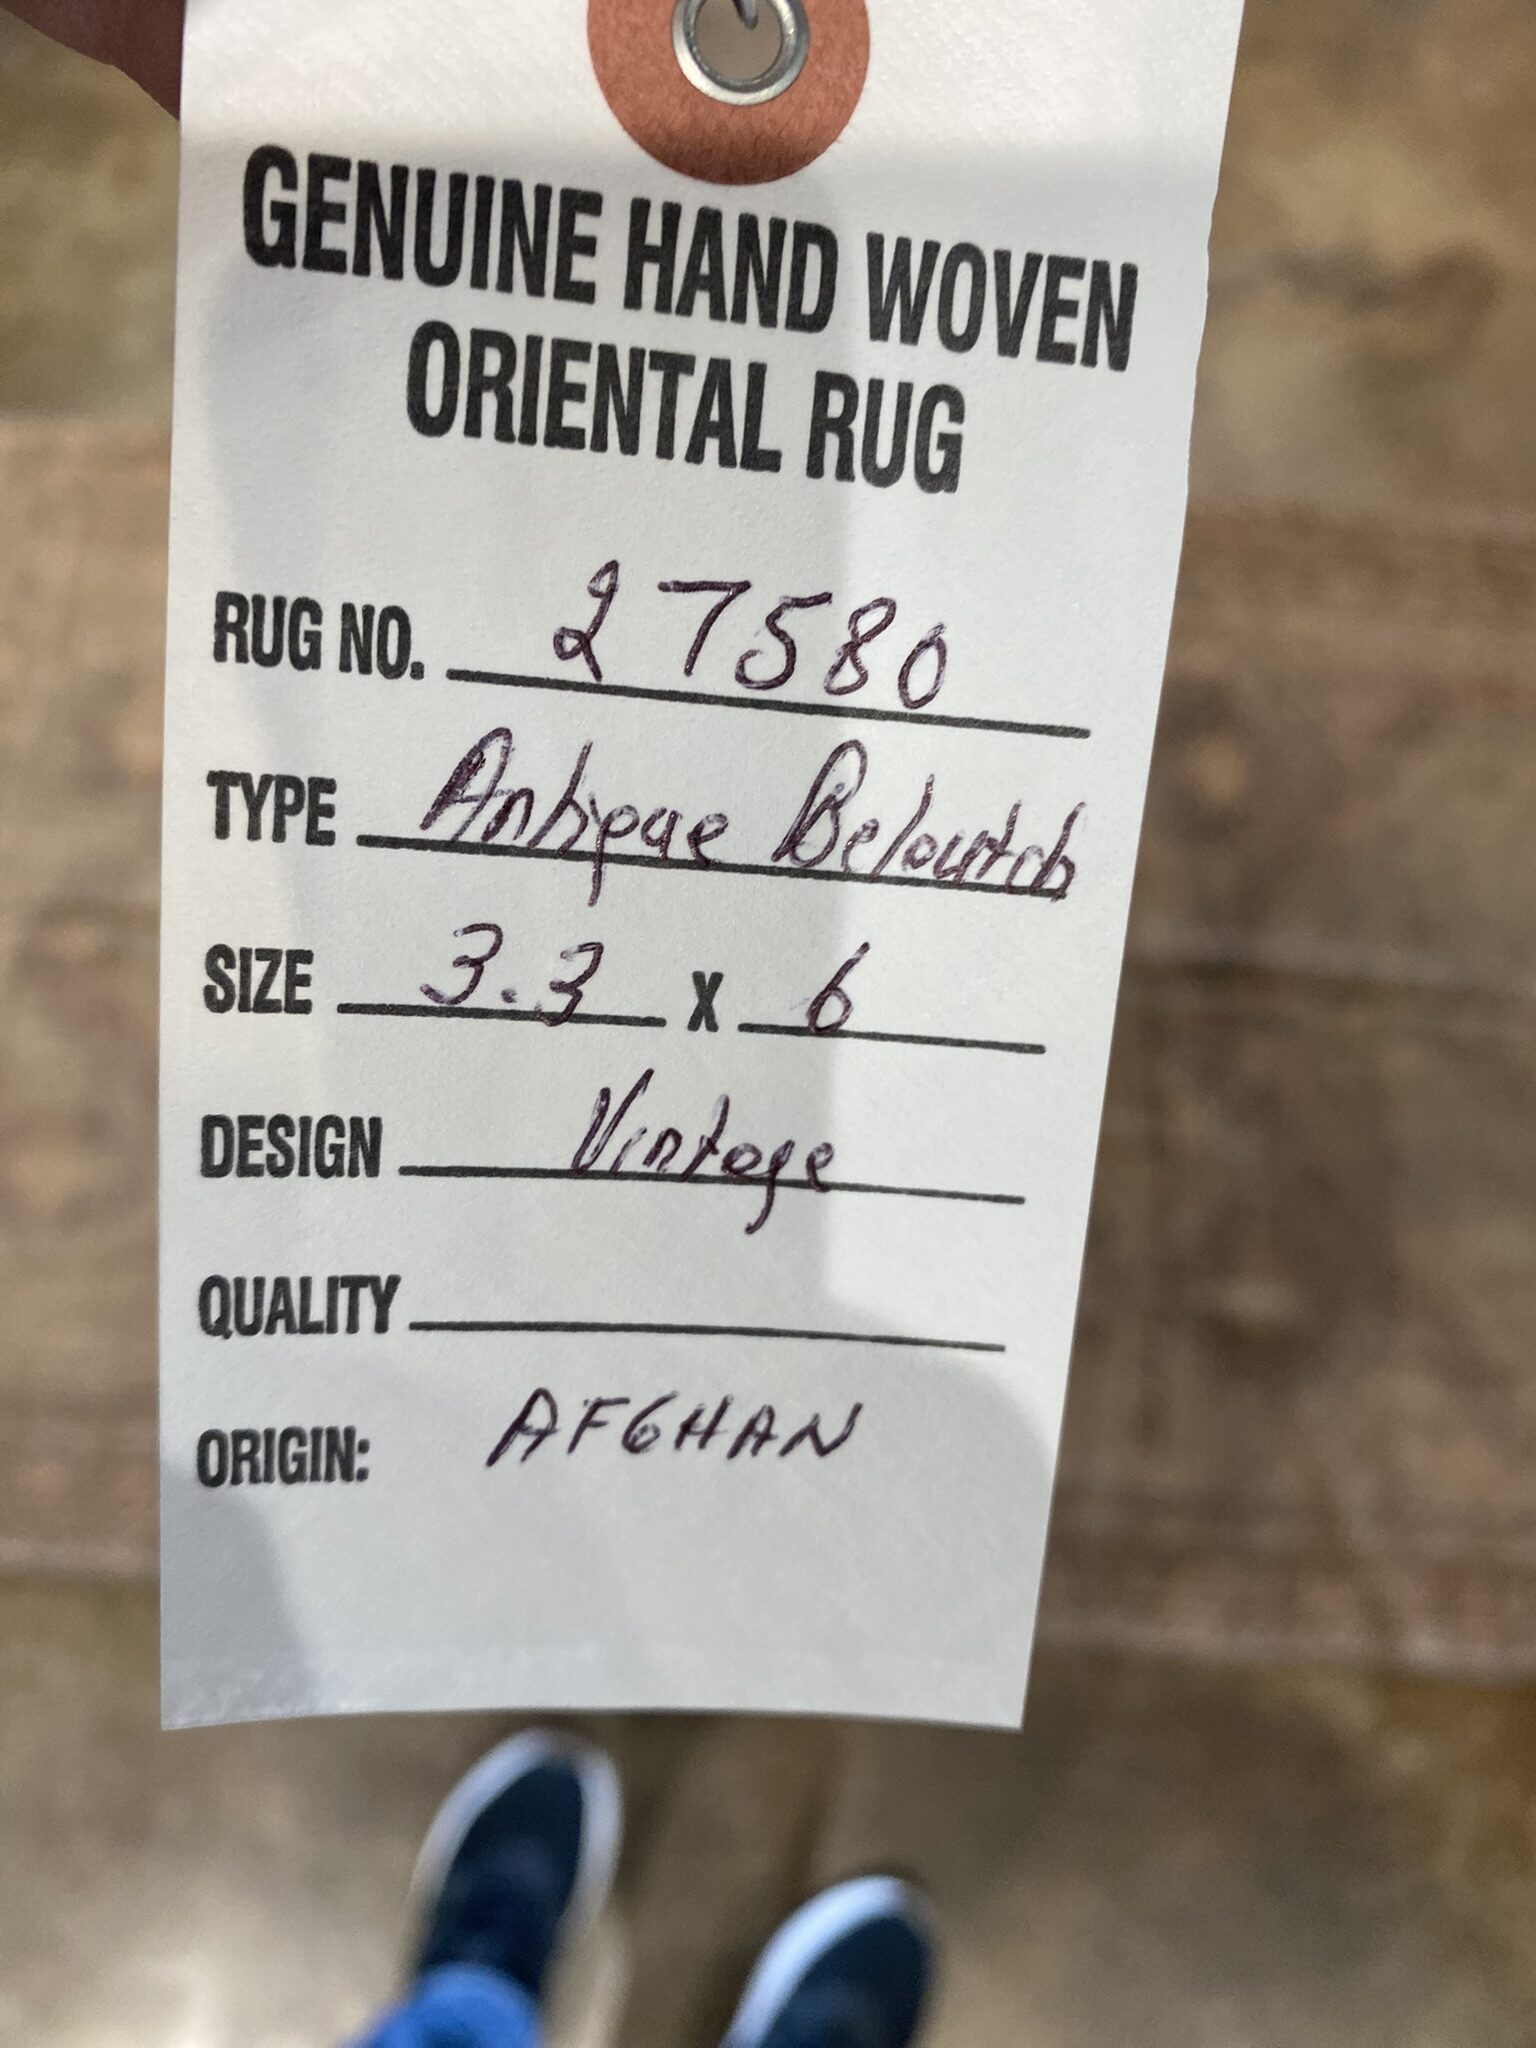 GENUINE HAND WOVEN
ORIENTAL RUG
RUG NO. 27580
TYPE Antique Beloutch
SIZE 3.3 X 6
DESIGN Vintage
QUALITY
ORIGIN: AFGHAN